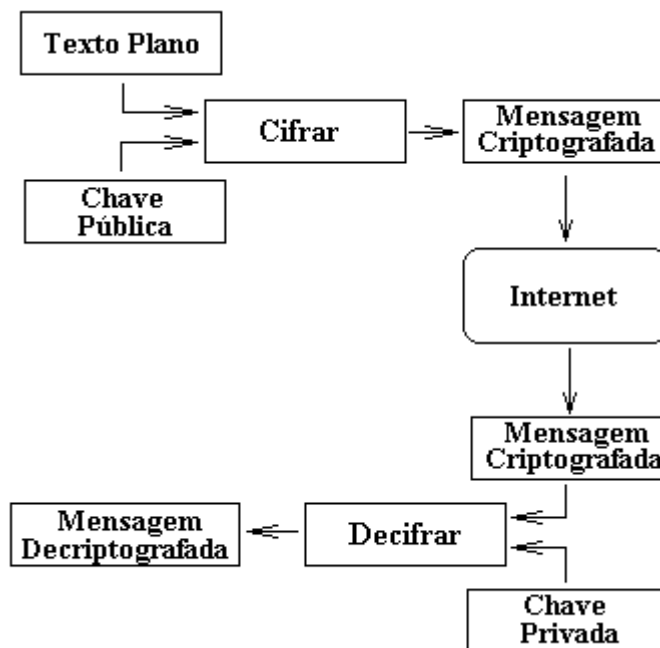 Texto Plano
Cifrar
Mensagem
Criptografada
Chave
Pública
Internet
Mensagem
Criptografada
Mensagem
Decriptografada
Decifrar
Chave
Privada